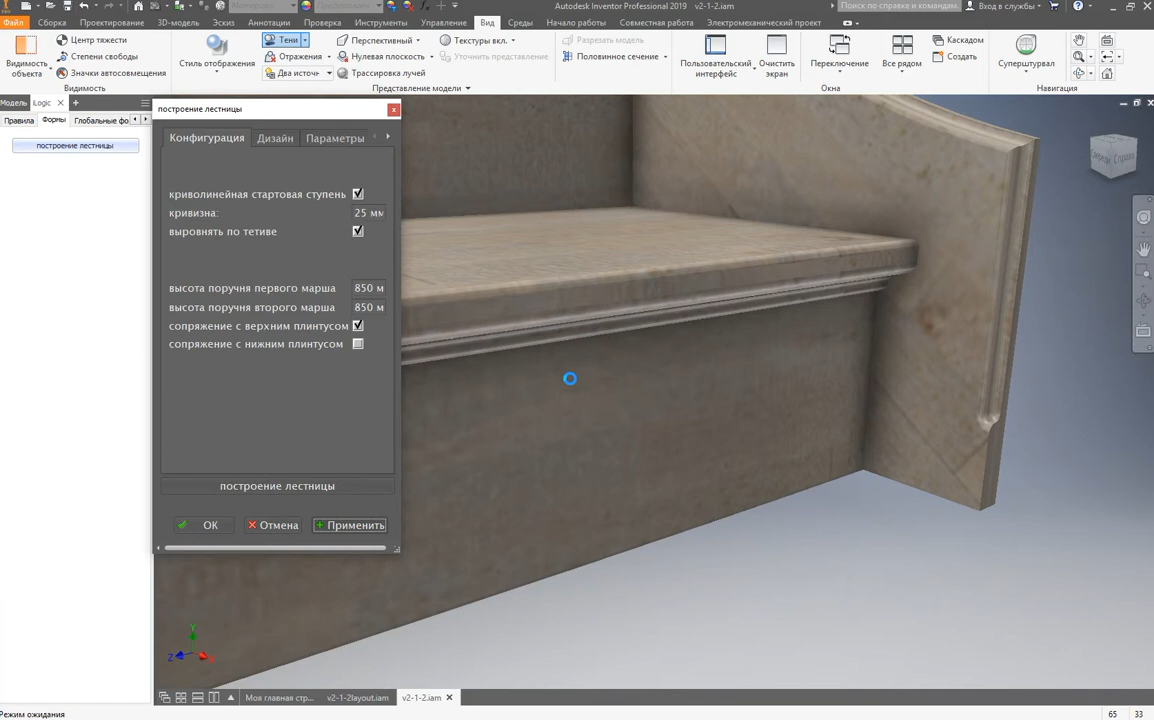 Autodesk Inventor Professional 2019 v2-1-2.iam
Поиск по справке и командам.
Вход в службы
Файл Сборка Проектирование 3D-модель Эскиз Аннотации Проверка Инструменты Управление Вид Среды Начало работы Совместная работа Электромеханический проект
Видимость объекта
Центр тяжести
Степени свободы
Значки автосовмещения
Видимость
Стиль отображения
Тени
Отражения
Два источ
Перспективный
Нулевая плоскость
Трассировка лучей
Текстуры вкл.
Уточнить представление
Представление модели
Разрезать модель
Половинное сечение
Пользовательский интерфейс
Очистить экран
Переключение
Все рядом
Каскадом
Создать
Окна
Суперштурвал
Навигация
Модель iLogic
Правила Формы Глобальные фо
построение лестницы
построение лестницы
Конфигурация Дизайн Параметры
криволинейная стартовая ступень
кривизна: 25 мм
выровнять по тетиве
высота поручня первого марша 850 м
высота поручня второго марша 850 м
сопряжение с верхним плинтусом
сопряжение с нижним плинтусом
построение лестницы
OK Отмена Применить
Справа
Y
Z
Моя главная стр... v2-1-2layout.iam v2-1-2.iam
Режим ожидания
65 33